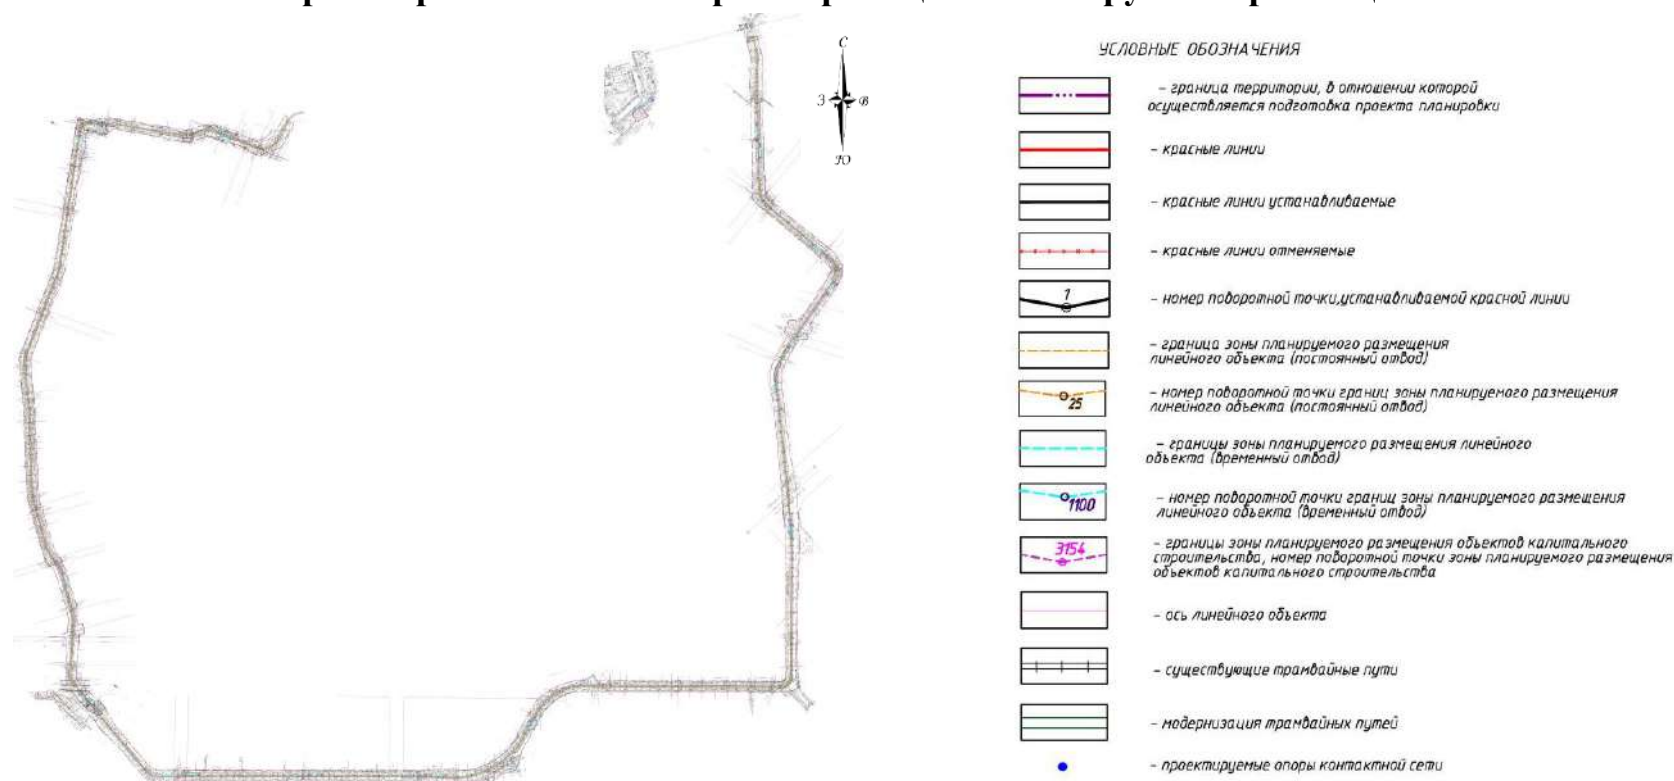 УСЛОВНЫЕ ОБОЗНАЧЕНИЯ
С
З
В
Ю
– граница территории, в отношении которой
осуществляется подготовка проекта планировки
– красные линии
– красные линии устанавливаемые
– красные линии отменяемые
1
– номер поворотной точки,устанавливаемой красной линии
– граница зоны планируемого размещения
линейного объекта (постоянный отвод)
25
– номер поворотной точки границ зоны планируемого размещения
линейного объекта (постоянный отвод)
– границы зоны планируемого размещения линейного
объекта (временный отвод)
1100
– номер поворотной точки границ зоны планируемого размещения
линейного объекта (временный отвод)
3154
– границы зоны планируемого размещения объектов капитального
строительства, номер поворотной точки зоны планируемого размещения
объектов капитального строительства
– ось линейного объекта
– существующие трамвайные пути
– модернизация трамвайных путей
– проектируемые опоры контактной сети